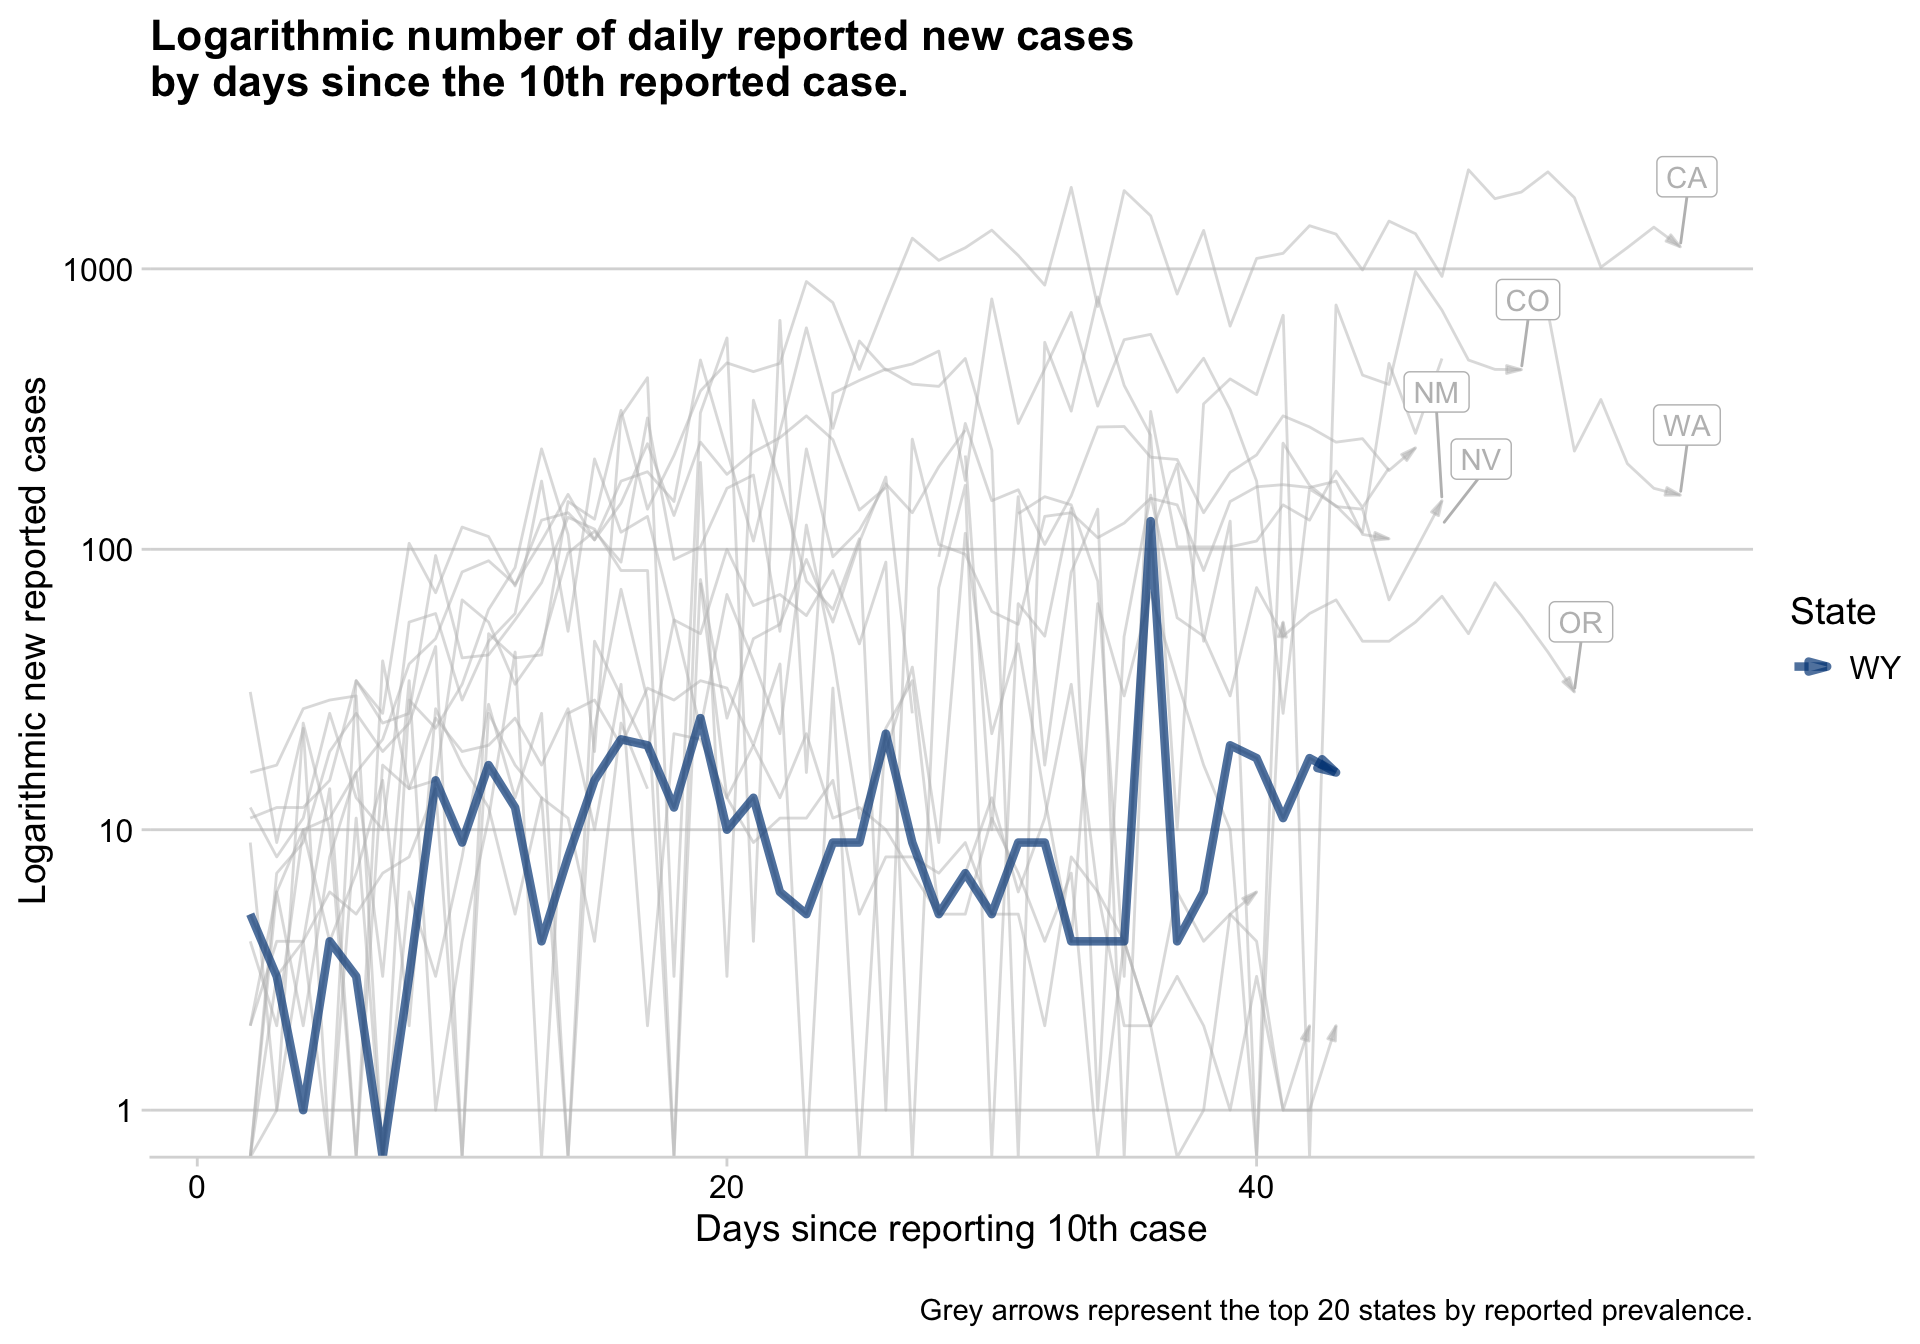 Logarithmic number of daily reported new cases
by days since the 10th reported case.
Logarithmic new reported cases
1000
100
10
1
CA
CO
NM
WA
NV
OR
State
WY
0
20
40
Days since reporting 10th case
Grey arrows represent the top 20 states by reported prevalence.